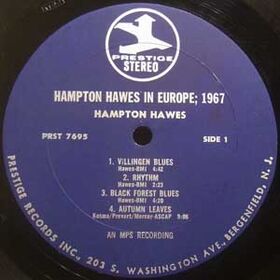 PRESTIGE
STEREO
HAMPTON HAWES IN EUROPE; 1967
HAMPTON HAWES
PRST 7695
SIDE 1
1. VILLINGEN BLUES
Hawes-BMI 4:42
2. RHYTHM
Hawes-BMI 2:23
3. BLACK FOREST BLUES
Hawes-BMI 4:20
4. AUTUMN LEAVES
Kosma/Prevert/Mercer-ASCAP 9:06
AN MPS RECORDING
PRESTIGE RECORDS INC., 203 S. WASHINGTON AVE., BERGENFIELD, N. J.